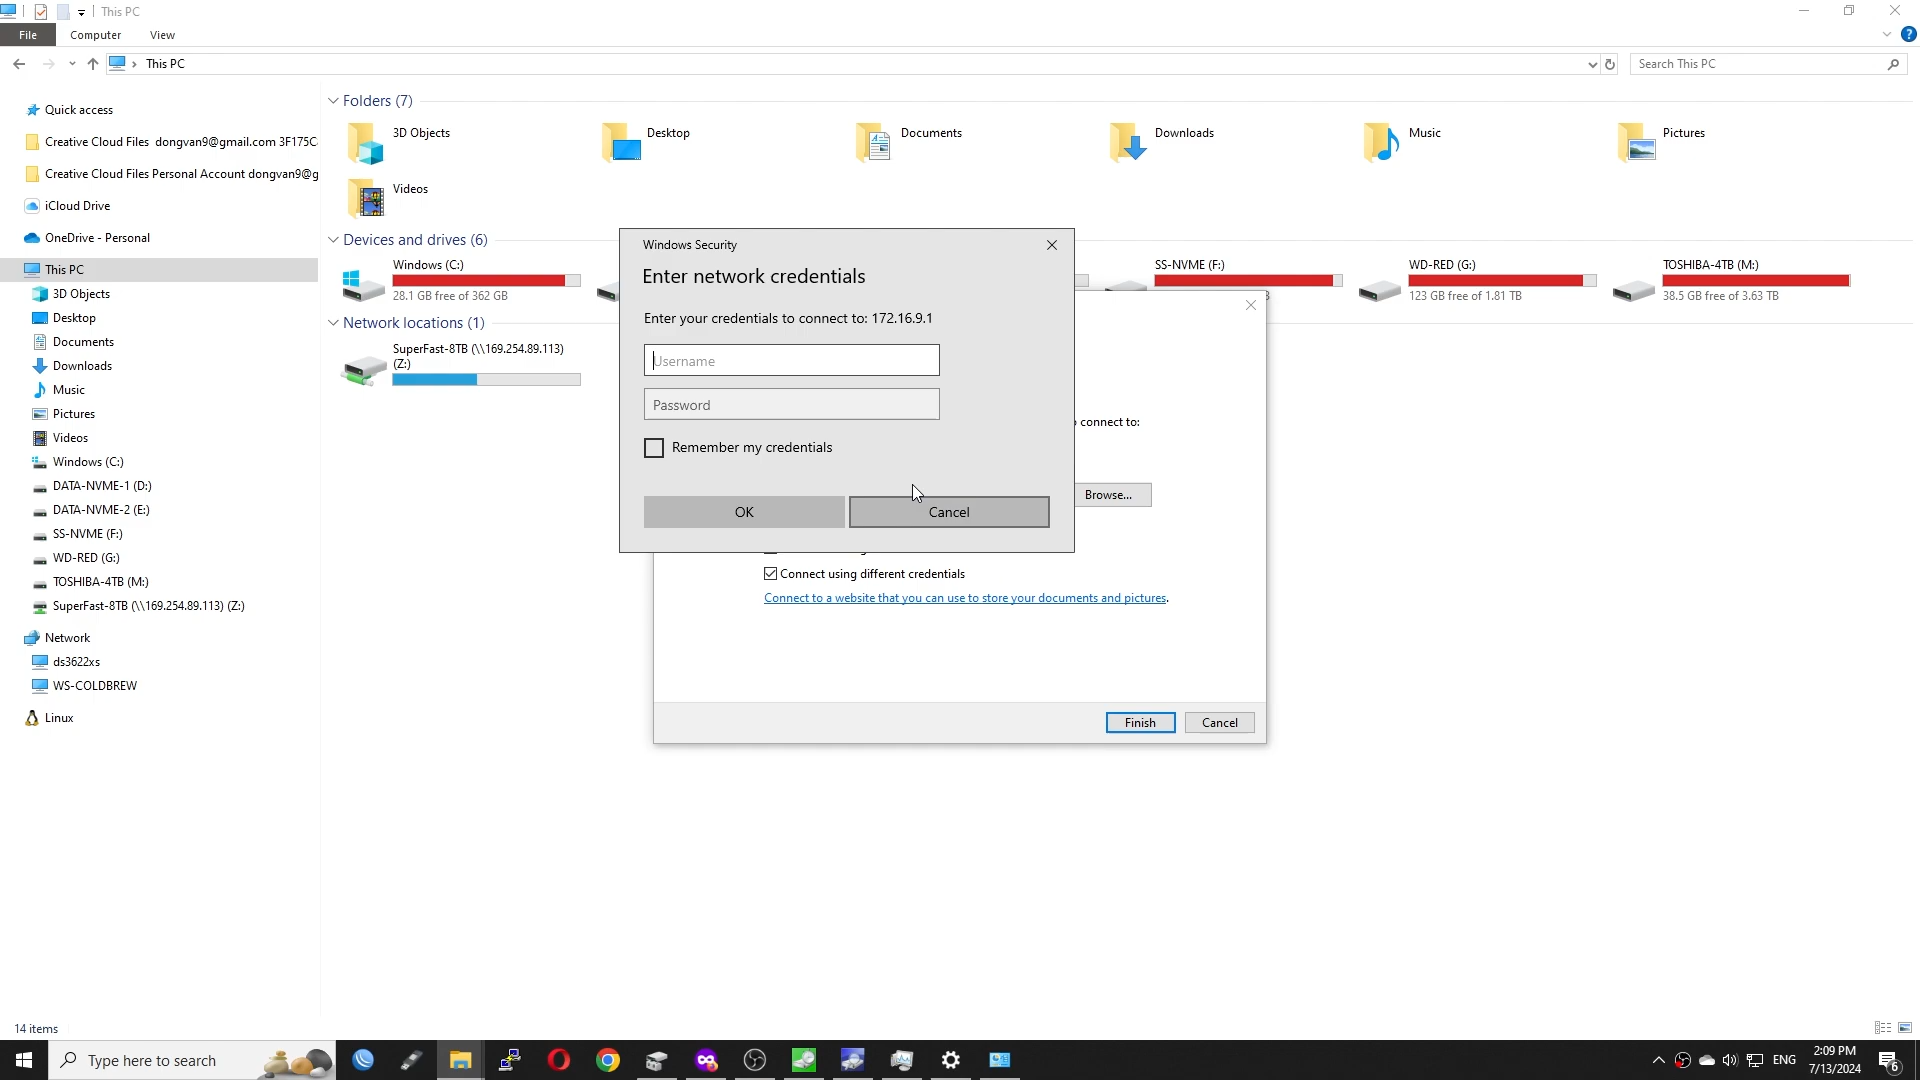 This PC
File
Computer
View
This PC
Search This PC
Quick access
Creative Cloud Files dongvan9@gmail.com 3F175C
Creative Cloud Files Personal Account dongvan9@g
iCloud Drive
OneDrive - Personal
This PC
3D Objects
Desktop
Documents
Downloads
Music
Pictures
Videos
Windows (C:)
DATA-NVME-1 (D:)
DATA-NVME-2 (E:)
SS-NVME (F:)
WD-RED (G:)
TOSHIBA-4TB (M:)
SuperFast-8TB (\\169.254.89.113) (Z:)
Network
ds3622xs
WS-COLDBREW
Linux
Folders (7)
3D Objects
Desktop
Documents
Downloads
Music
Pictures
Videos
Devices and drives (6)
Windows (C:)
28.1 GB free of 362 GB
SS-NVME (F:)
WD-RED (G:)
123 GB free of 1.81 TB
TOSHIBA-4TB (M:)
38.5 GB free of 3.63 TB
Network locations (1)
SuperFast-8TB (\\169.254.89.113)
(Z:)
Windows Security
Enter network credentials
Enter your credentials to connect to: 172.16.9.1
Username
Password
Remember my credentials
OK
Cancel
connect to:
Browse...
Connect using different credentials
Connect to a website that you can use to store your documents and pictures.
Finish
Cancel
14 items
Type here to search
ENG
2:09 PM
7/13/2024
6